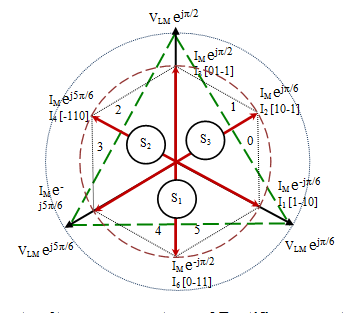 V_LM e^jπ/2
I_M e^jπ/2
[01-1]
I_M e^j5π/6
[-110]
I_M e^jπ/6
I_2 [10-1]
2
1
S_2
S_3
3
0
I_M e^-
j5π/6
I_M e^-jπ/6
I_1 [1-10]
S_1
4
5
V_LM e^j5π/6
V_LM e^jπ/6
I_M e^-jπ/2
I_6 [0-11]